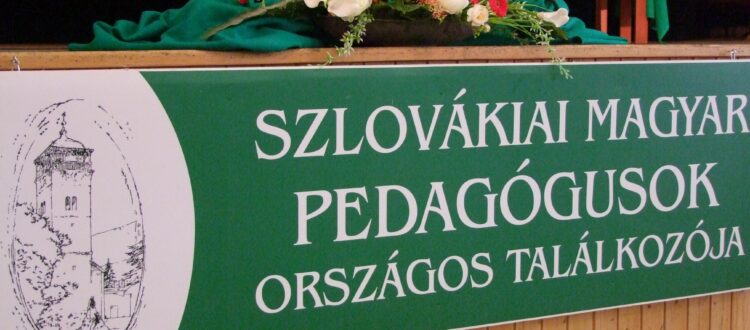 SZLOVÁKIAI MAGYAR
PEDAGÓGUSOK
ORSZÁGOS TALÁLKOZÓJA